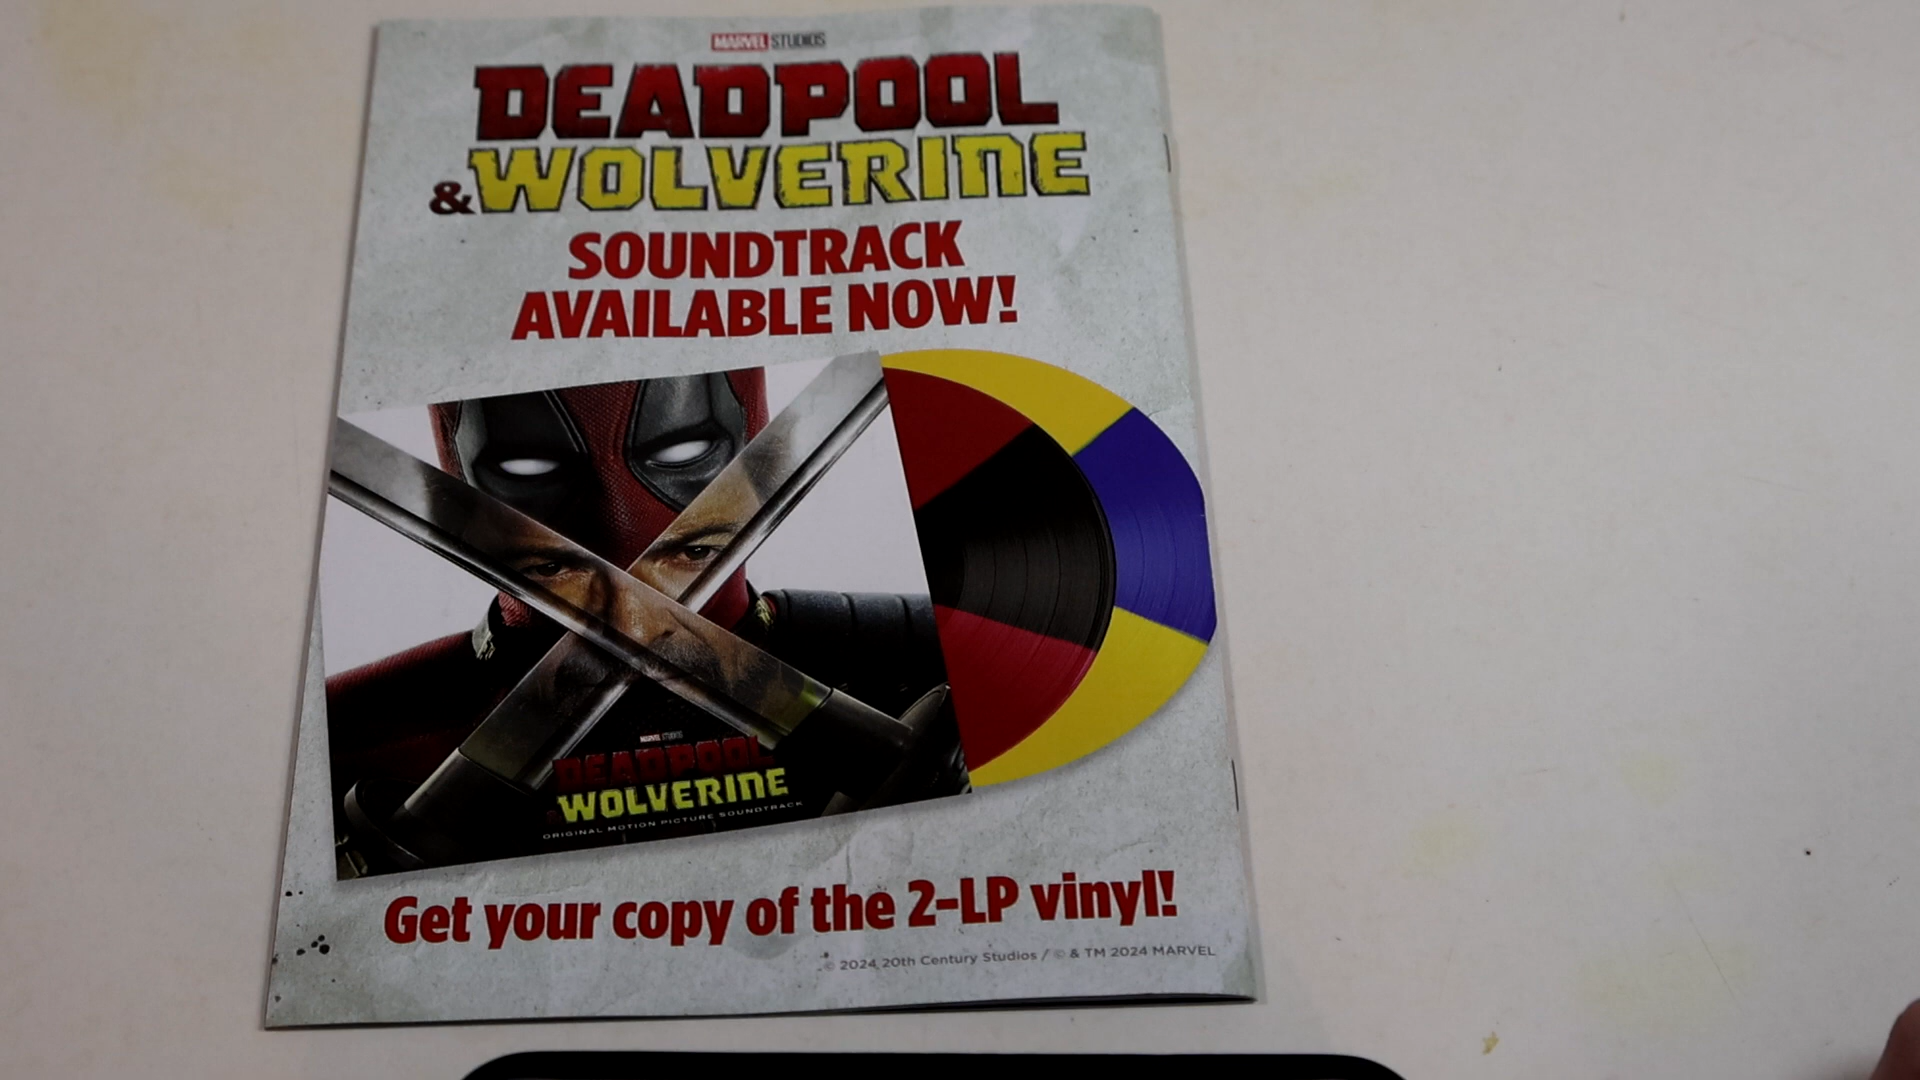 MARVEL STUDIOS
DEADPOOL
&WOLVERINE
SOUNDTRACK
AVAILABLE NOW!
MARVEL STUDIOS
DEADPOOL
WOLVERINE
ORIGINAL MOTION PICTURE SOUNDTRACK
Get your copy of the 2-LP vinyl!
© 2024 20th Century Studios / © & TM 2024 MARVEL